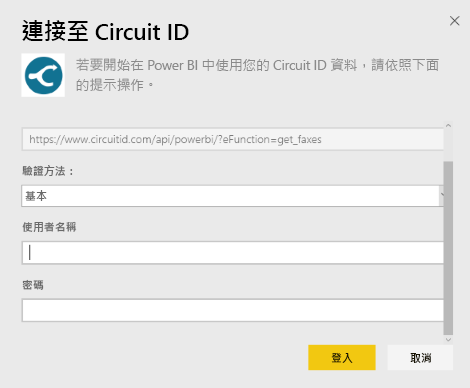 連接至 Circuit ID
若要開始在 Power BI 中使用您的 Circuit ID 資料，請依照下面
的提示操作。
https://www.circuitid.com/api/powerbi/?eFunction=get_faxes
驗證方法：
基本
使用者名稱
密碼
登入
取消